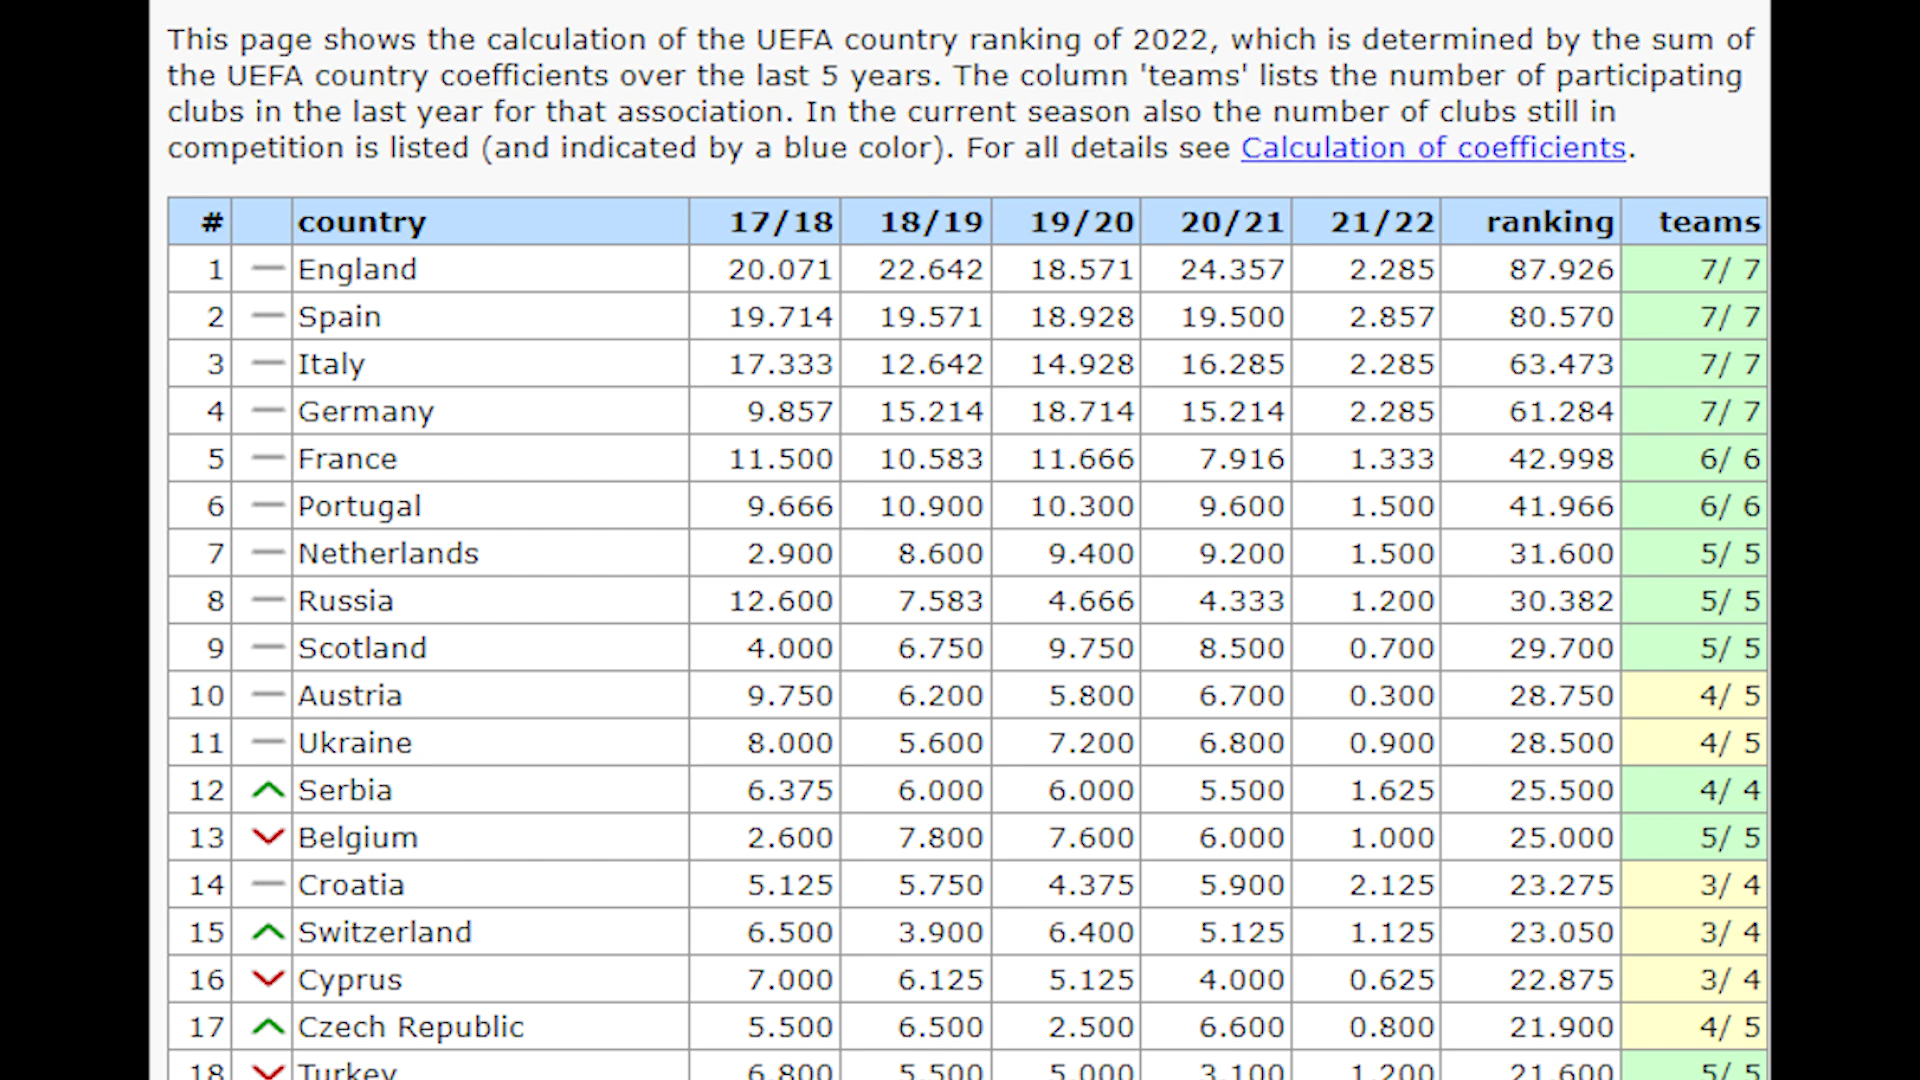 This page shows the calculation of the UEFA country ranking of 2022, which is determined by the sum of
the UEFA country coefficients over the last 5 years. The column 'teams' lists the number of participating
clubs in the last year for that association. In the current season also the number of clubs still in
competition is listed (and indicated by a blue color). For all details see Calculation of coefficients.
# country 17/18 18/19 19/20 20/21 21/22 ranking teams
1 England 20.071 22.642 18.571 24.357 2.285 87.926 7/ 7
2 Spain 19.714 19.571 18.928 19.500 2.857 80.570 7/ 7
3 Italy 17.333 12.642 14.928 16.285 2.285 63.473 7/ 7
4 Germany 9.857 15.214 18.714 15.214 2.285 61.284 7/ 7
5 France 11.500 10.583 11.666 7.916 1.333 42.998 6/ 6
6 Portugal 9.666 10.900 10.300 9.600 1.500 41.966 6/ 6
7 Netherlands 2.900 8.600 9.400 9.200 1.500 31.600 5/ 5
8 Russia 12.600 7.583 4.666 4.333 1.200 30.382 5/ 5
9 Scotland 4.000 6.750 9.750 8.500 0.700 29.700 5/ 5
10 Austria 9.750 6.200 5.800 6.700 0.300 28.750 4/ 5
11 Ukraine 8.000 5.600 7.200 6.800 0.900 28.500 4/ 5
12 Serbia 6.375 6.000 6.000 5.500 1.625 25.500 4/ 4
13 Belgium 2.600 7.800 7.600 6.000 1.000 25.000 5/ 5
14 Croatia 5.125 5.750 4.375 5.900 2.125 23.275 3/ 4
15 Switzerland 6.500 3.900 6.400 5.125 1.125 23.050 3/ 4
16 Cyprus 7.000 6.125 5.125 4.000 0.625 22.875 3/ 4
17 Czech Republic 5.500 6.500 2.500 6.600 0.800 21.900 4/ 5
18 Turkey 6.800 5.500 5.000 3.100 1.200 21.600 5/ 5